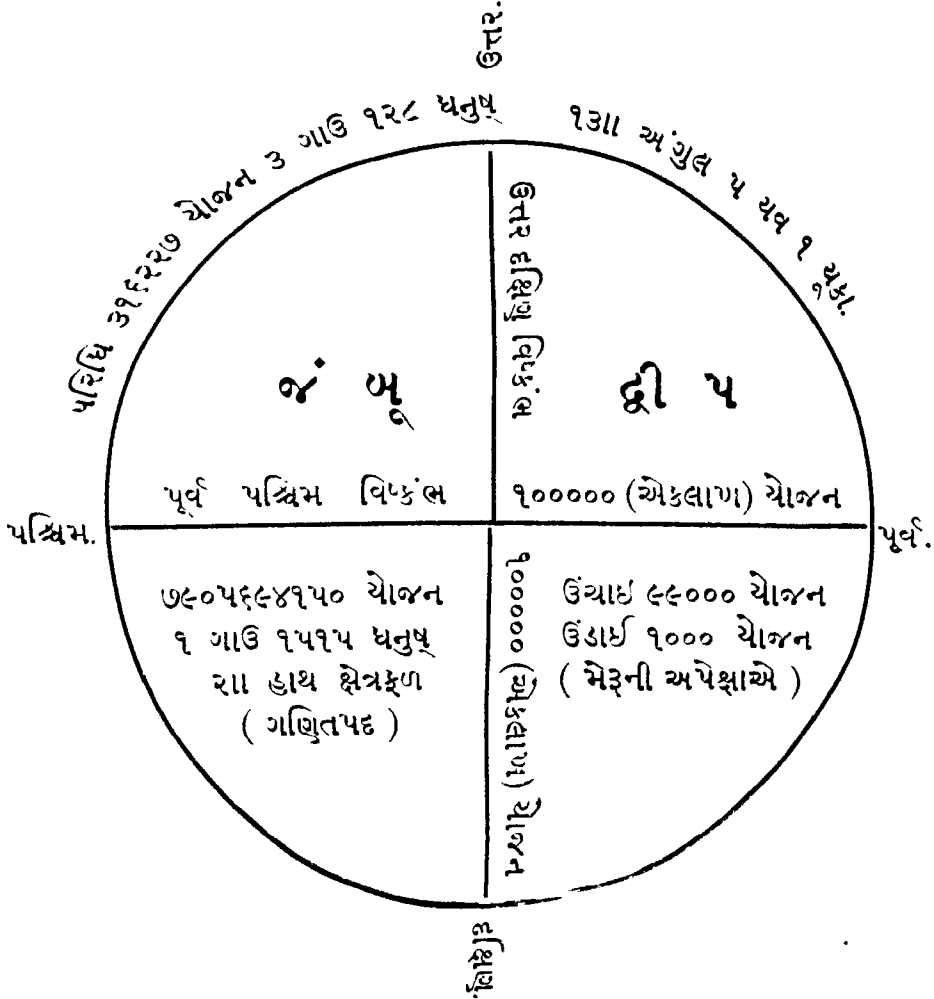 ઉત્તર.
પરિધિ ૩૧૬૨૨૭ યોજન ૩ ગાઉ ૧૨૮ ધનુષ્ ૧૩॥ અંગુલ ૫ યવ ૧ યૂકા.
ઉત્તર દક્ષિણ વિષ્કંભ
જંબૂ દ્વીપ
પૂર્વ પશ્ચિમ વિષ્કંભ ૧૦૦૦૦૦ (એકલાખ) યોજન
પશ્ચિમ.
પૂર્વ.
૭૯૦૫૬૯૪૧૫૦ યોજન
૧ ગાઉ ૧૫૧૫ ધનુષ્
૨॥ હાથ ક્ષેત્રફળ
( ગણિતપદ )
૧૦૦૦૦૦ (એકલાખ) યોજન
ઉંચાઇ ૯૯૦૦૦ યોજન
ઉંડાઈ ૧૦૦૦ યોજન
( મેરૂની અપેક્ષાએ )
દક્ષિણ.